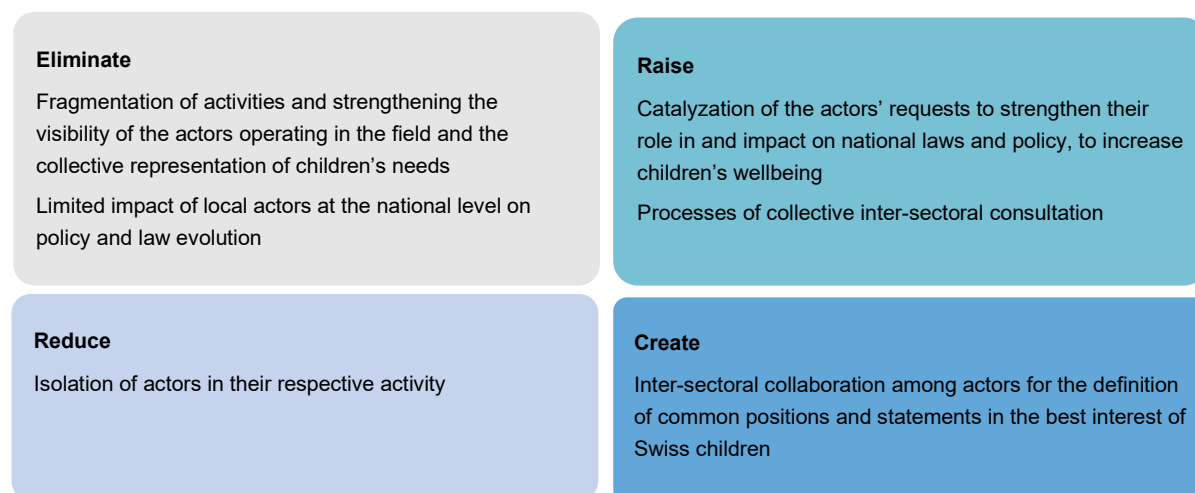 Eliminate
Fragmentation of activities and strengthening the
visibility of the actors operating in the field and the
collective representation of children’s needs
Limited impact of local actors at the national level on
policy and law evolution
Raise
Catalyzation of the actors’ requests to strengthen their
role in and impact on national laws and policy, to increase
children’s wellbeing
Processes of collective inter-sectoral consultation
Reduce
Isolation of actors in their respective activity
Create
Inter-sectoral collaboration among actors for the definition
of common positions and statements in the best interest of
Swiss children